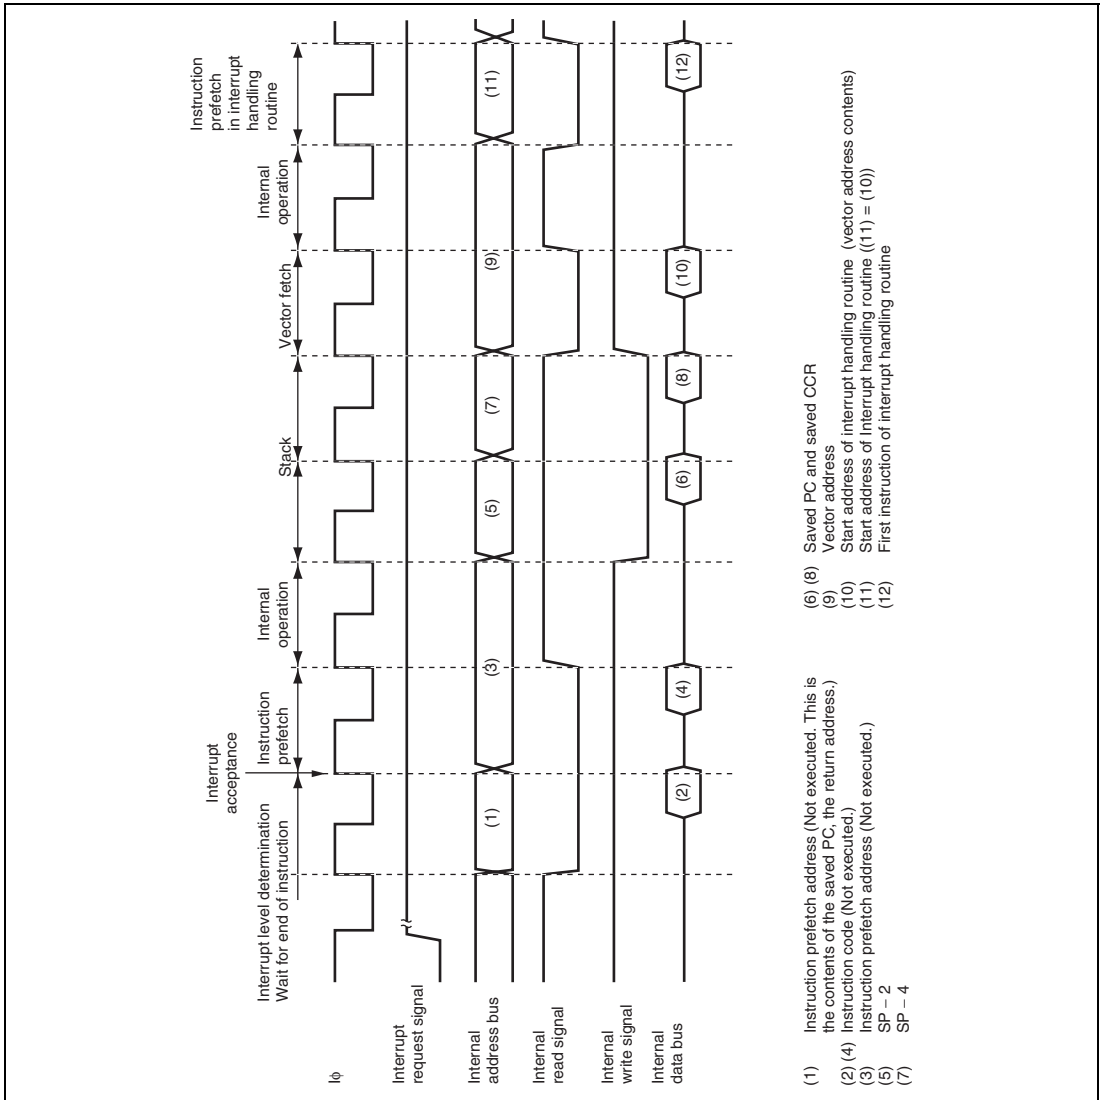 Interrupt level determination
Wait for end of instruction
Interrupt
acceptance
Instruction
prefetch
Internal
operation
Stack
Vector fetch
Internal
operation
Instruction
prefetch
in interrupt
handling
routine
Iφ
Interrupt
request signal
Internal
address bus
(1)
(3)
(5)
(7)
(9)
(11)
Internal
read signal
Internal
write signal
Internal
data bus
(2)
(4)
(6)
(8)
(10)
(12)
(1) Instruction prefetch address (Not executed. This is
the contents of the saved PC, the return address.)
(2) (4) Instruction code (Not executed.)
(3) Instruction prefetch address (Not executed.)
(5) SP – 2
(7) SP – 4
(6) (8) Saved PC and saved CCR
(9) Vector address
(10) Start address of interrupt handling routine (vector address contents)
(11) Start address of Interrupt handling routine ((11) = (10))
(12) First instruction of interrupt handling routine